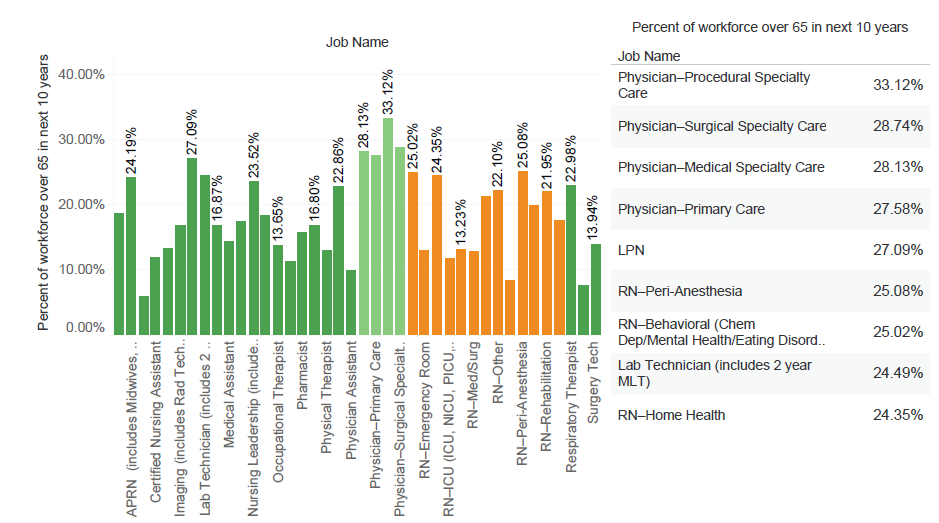 Job Name
Percent of workforce over 65 in next 10 years
40.00%
30.00%
20.00%
10.00%
0.00%
24.19%
27.09%
16.87%
23.52%
13.65%
16.80%
22.86%
28.13%
33.12%
25.02%
24.35%
13.23%
22.10%
25.08%
21.95%
22.98%
13.94%
APRN (includes Midwives, ..
Certified Nursing Assistant
Imaging (includes Rad Tech..
Lab Technician (includes 2 ..
Medical Assistant
Nursing Leadership (include..
Occupational Therapist
Pharmacist
Physical Therapist
Physician Assistant
Physician–Primary Care
Physician–Surgical Specialt..
RN–Emergency Room
RN–ICU (ICU, NICU, PICU,..
RN–Med/Surg
RN–Other
RN–Peri-Anesthesia
RN–Rehabilitation
Respiratory Therapist
Surgery Tech
Percent of workforce over 65 in next 10 years
Job Name
Physician–Procedural Specialty
Care 33.12%
Physician–Surgical Specialty Care 28.74%
Physician–Medical Specialty Care 28.13%
Physician–Primary Care 27.58%
LPN 27.09%
RN–Peri-Anesthesia 25.08%
RN–Behavioral (Chem
Dep/Mental Health/Eating Disord.. 25.02%
Lab Technician (includes 2 year
MLT) 24.49%
RN–Home Health 24.35%